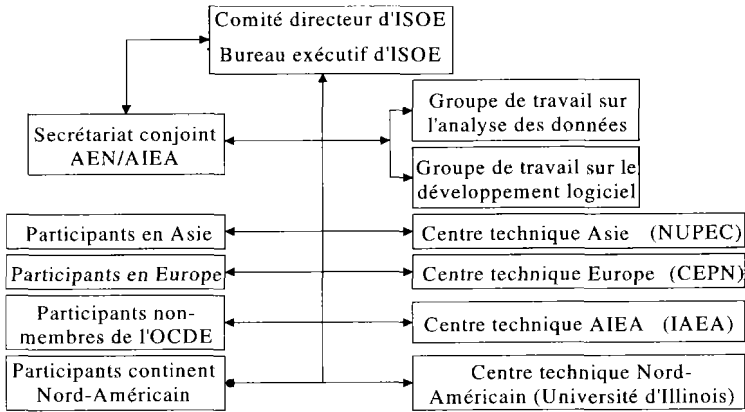 Comité directeur d'ISOE
Bureau exécutif d'ISOE
Secrétariat conjoint
AEN/AIEA
Groupe de travail sur
l'analyse des données
Groupe de travail sur le
développement logiciel
Participants en Asie
Centre technique Asie (NUPEC)
Participants en Europe
Centre technique Europe (CEPN)
Participants non-
membres de l'OCDE
Centre technique AIEA (IAEA)
Participants continent
Nord-Américain
Centre technique Nord-
Américain (Université d'Illinois)